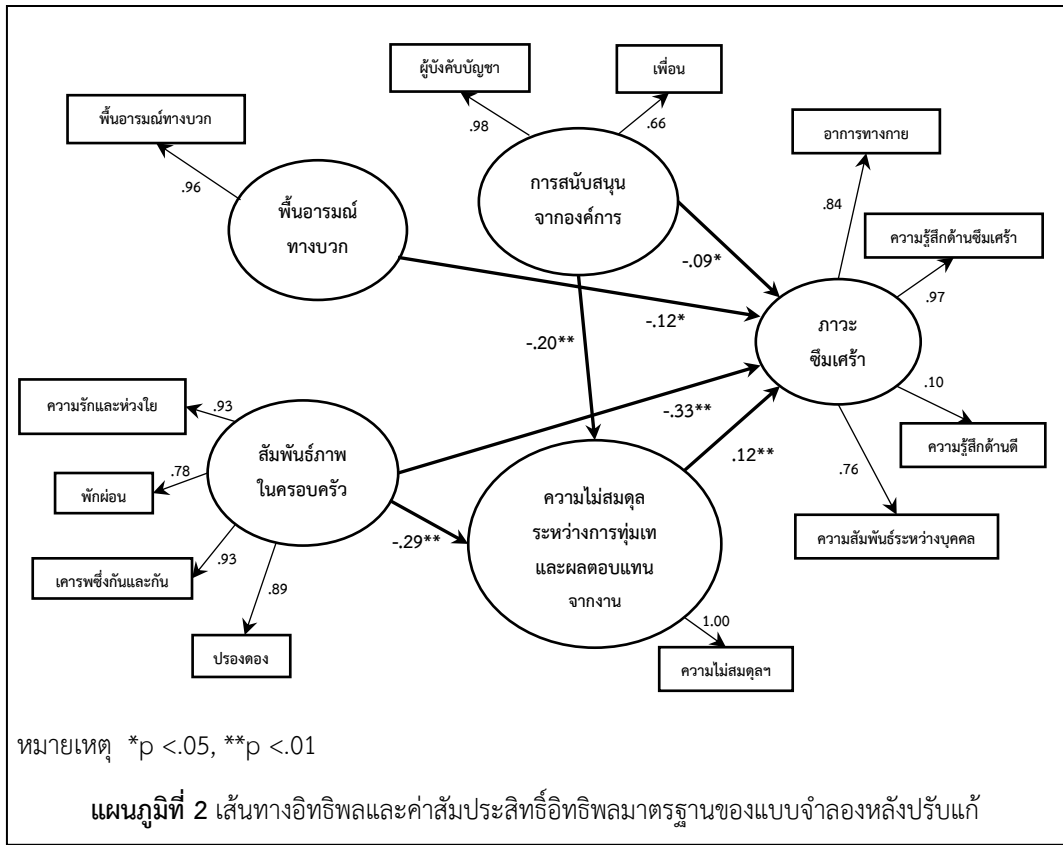 ผู้บังคับบัญชา
เพื่อน
พื้นอารมณ์ทางบวก
อาการทางกาย
.98
.66
.96
การสนับสนุน
จากองค์การ
พื้นอารมณ์
ทางบวก
.84
ความรู้สึกด้านซึมเศร้า
-.09*
.97
-.12*
ภาวะ
ซึมเศร้า
-.20**
ความรักและห่วงใย
.93
-.33**
.10
ความรู้สึกด้านดี
สัมพันธ์ภาพ
ในครอบครัว
.12**
.76
พักผ่อน
.78
ความไม่สมดุล
ระหว่างการทุ่มเท
และผลตอบแทน
จากงาน
-.29**
ความสัมพันธ์ระหว่างบุคคล
เคารพซึ่งกันและกัน
.93
.89
1.00
ปรองดอง
ความไม่สมดุลฯ
หมายเหตุ *p <.05, **p <.01
แผนภูมิที่ 2 เส้นทางอิทธิพลและค่าสัมประสิทธิ์อิทธิพลมาตรฐานของแบบจำลองหลังปรับแก้